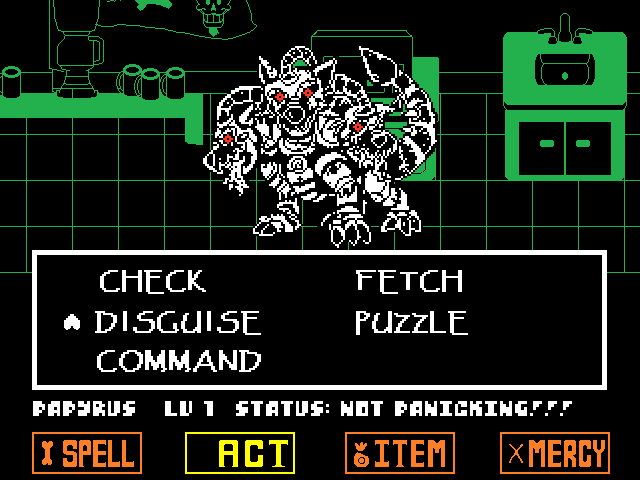 CHECK FETCH
DISGUISE PUZZLE
COMMAND
PAPYRUS LV 1 STATUS: NOT PANICKING!!!
SPELL ACT ITEM MERCY